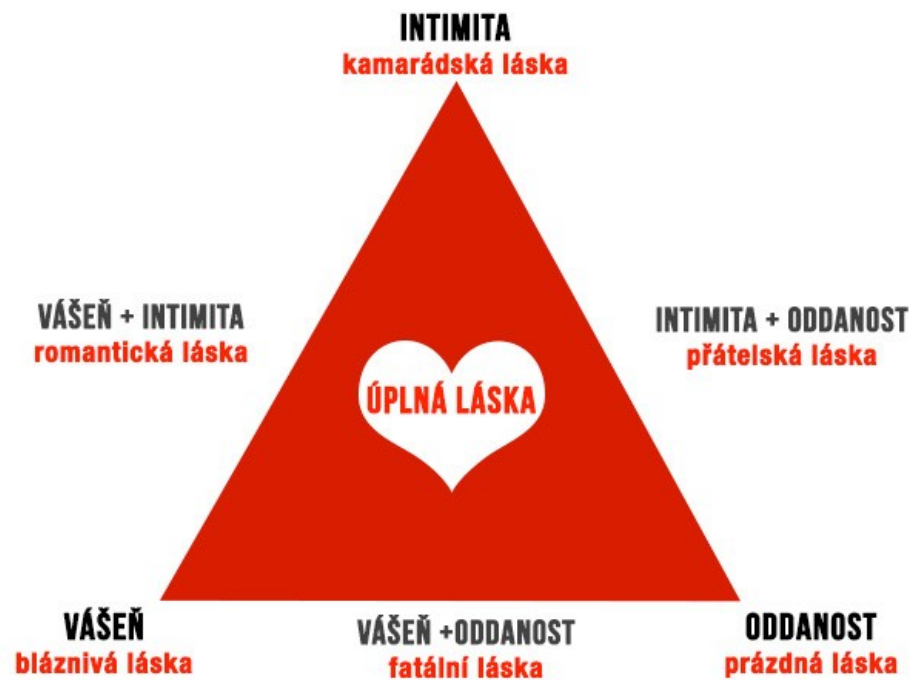 INTIMITA
kamarádská láska
VÁŠEŇ + INTIMITA
romantická láska
INTIMITA + ODDANOST
přátelská láska
ÚPLNÁ LÁSKA
VÁŠEŇ
bláznivá láska
VÁŠEŇ +ODDANOST
fatální láska
ODDANOST
prázdná láska